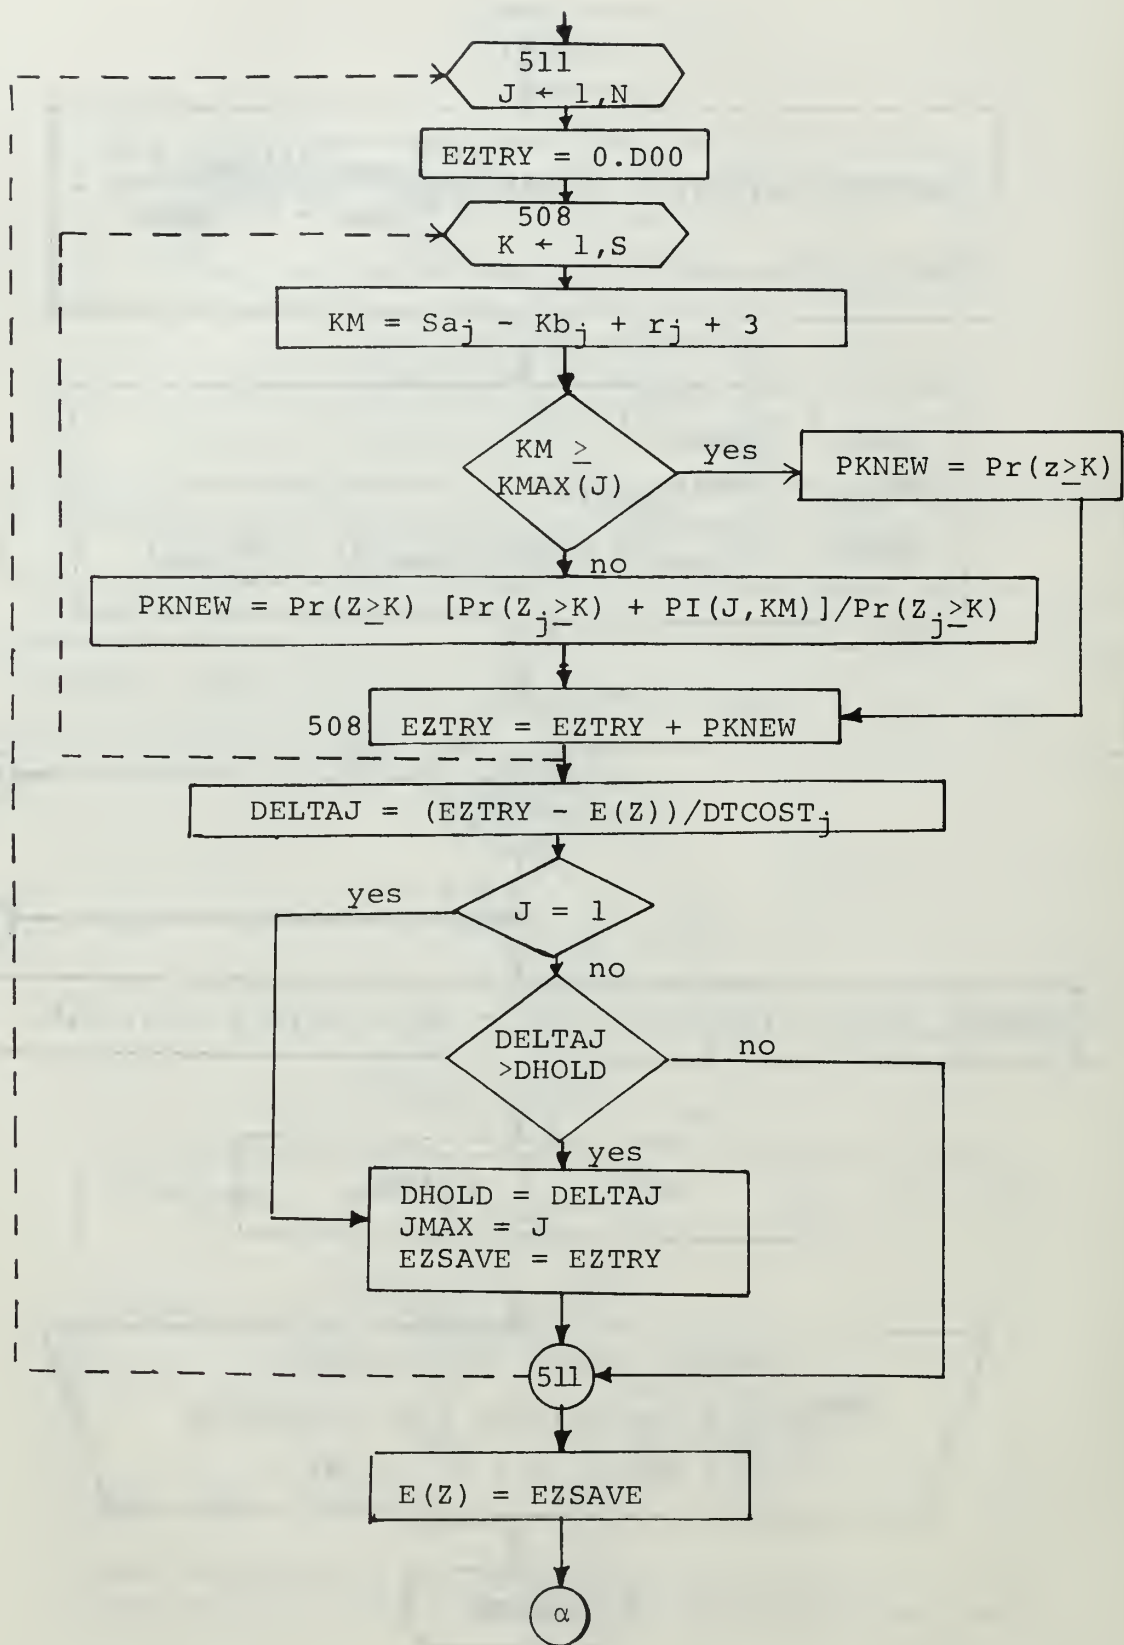 511
J ← 1,N
EZTRY = 0.D00
508
K ← 1,S
KM = Saj - Kbj + rj + 3
KM ≥
KMAX(J)
yes
PKNEW = Pr(z≥K)
no
PKNEW = Pr(Z≥K) [Pr(Zj≥K) + PI(J,KM)]/Pr(Zj≥K)
508
EZTRY = EZTRY + PKNEW
DELTAJ = (EZTRY - E(Z))/DTCOSTj
yes
J = 1
no
DELTAJ
>DHOLD
no
yes
DHOLD = DELTAJ
JMAX = J
EZSAVE = EZTRY
511
E(Z) = EZSAVE
α